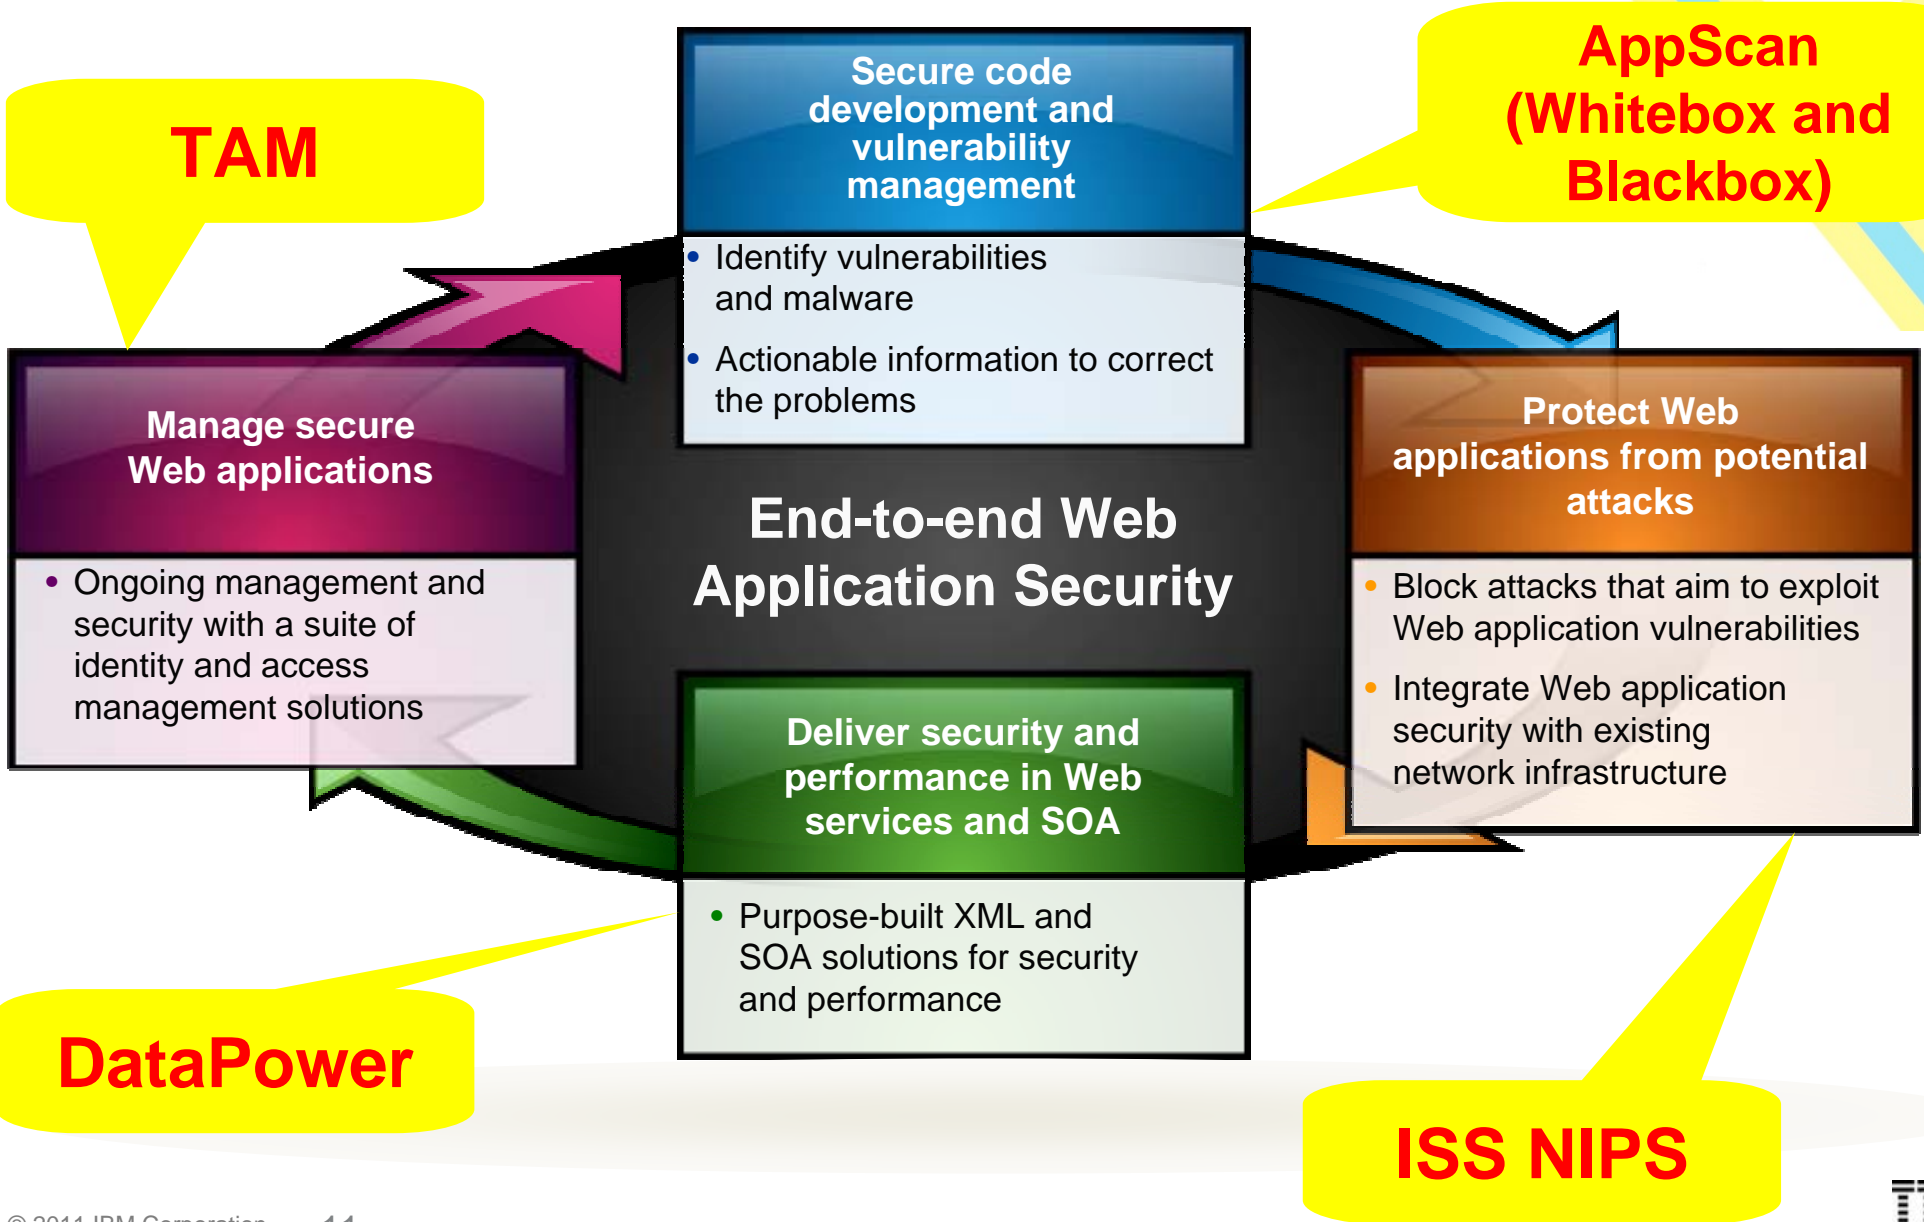 TAM
AppScan
(Whitebox and
Blackbox)
Secure code
development and
vulnerability
management
• Identify vulnerabilities
and malware
• Actionable information to correct
the problems
Manage secure
Web applications
• Ongoing management and
security with a suite of
identity and access
management solutions
End-to-end Web
Application Security
Protect Web
applications from potential
attacks
• Block attacks that aim to exploit
Web application vulnerabilities
• Integrate Web application
security with existing
network infrastructure
Deliver security and
performance in Web
services and SOA
• Purpose-built XML and
SOA solutions for security
and performance
DataPower
ISS NIPS
© 2011 IBM Corporation